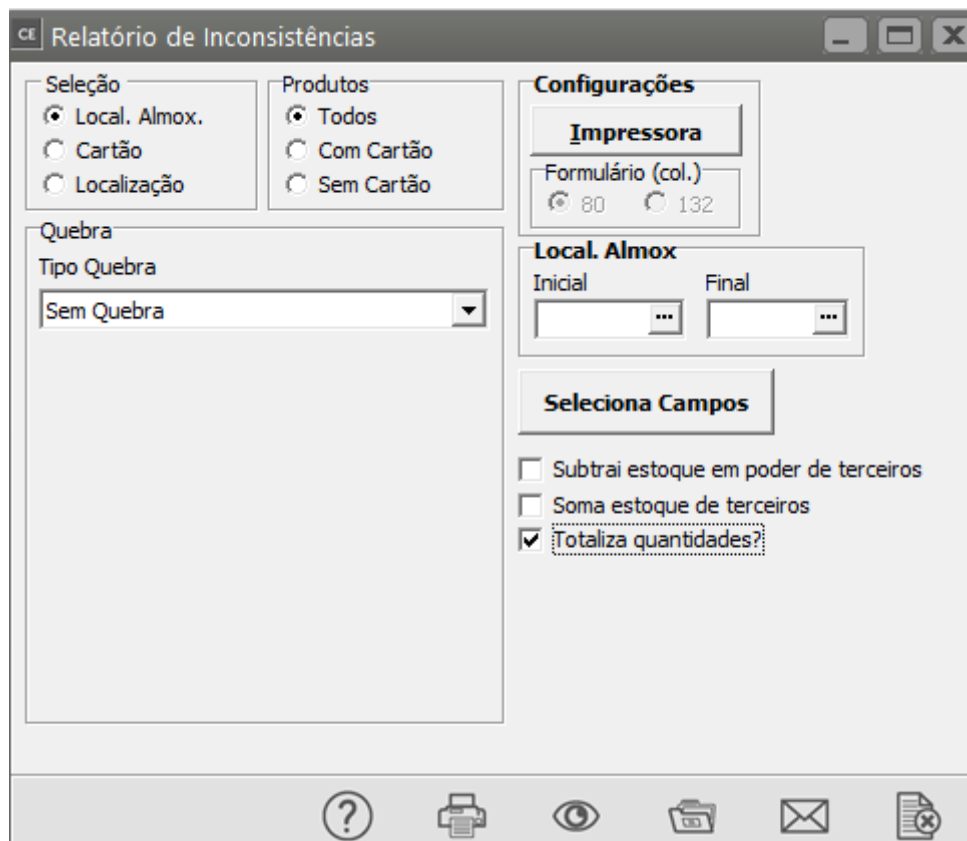 CE Relatório de Inconsistências
Seleção
Local. Almox.
Cartão
Localização
Produtos
Todos
Com Cartão
Sem Cartão
Configurações
Impressora
Formulário (col.)
80 132
Quebra
Tipo Quebra
Sem Quebra
Local. Almox
Inicial Final
... ...
Seleciona Campos
Subtrai estoque em poder de terceiros
Soma estoque de terceiros
Totaliza quantidades?
?